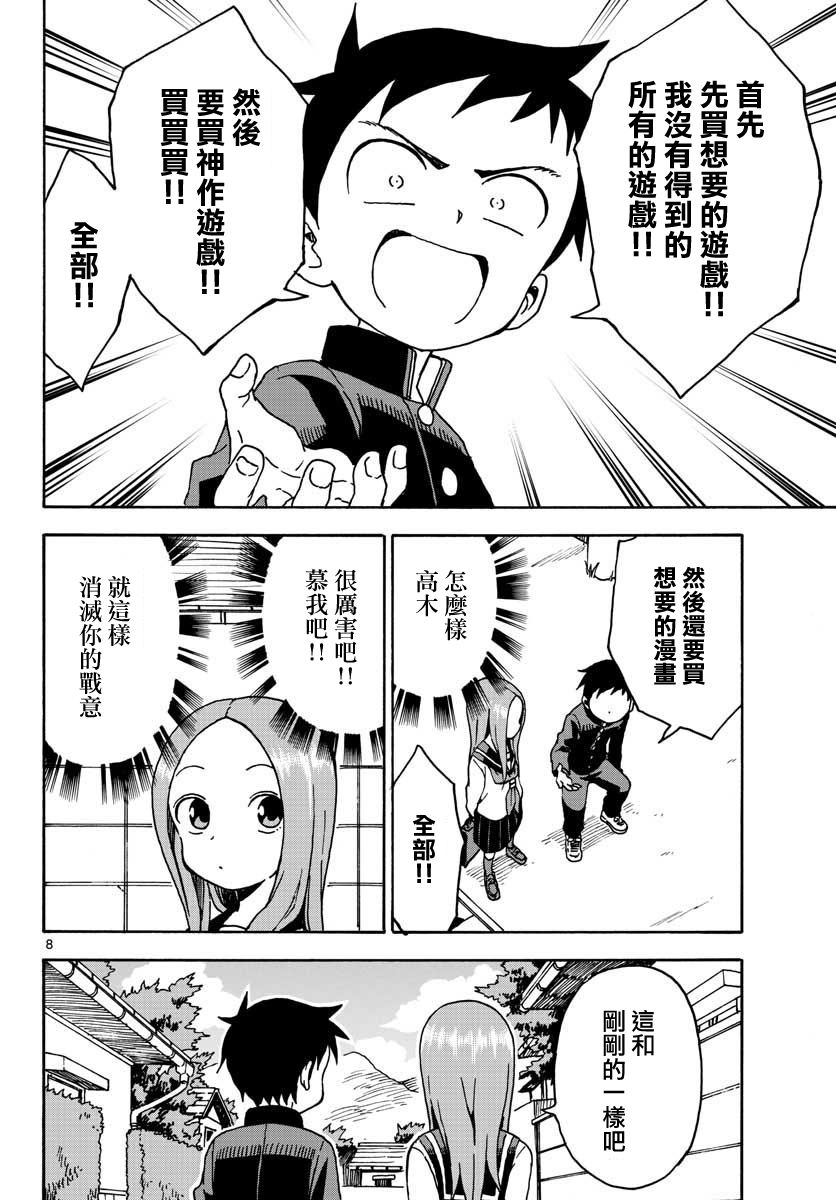 首先
先買想要的遊戲!!
我沒有得到的
所有的遊戲!!
然後
要買神作遊戲!!
買買買!!
全部!!
然後還要買
想要的漫畫
全部!!
怎麼樣
高木
很厲害吧!!
慕我吧!!
就這樣
消滅你的戰意
8
這和
剛剛的一樣吧